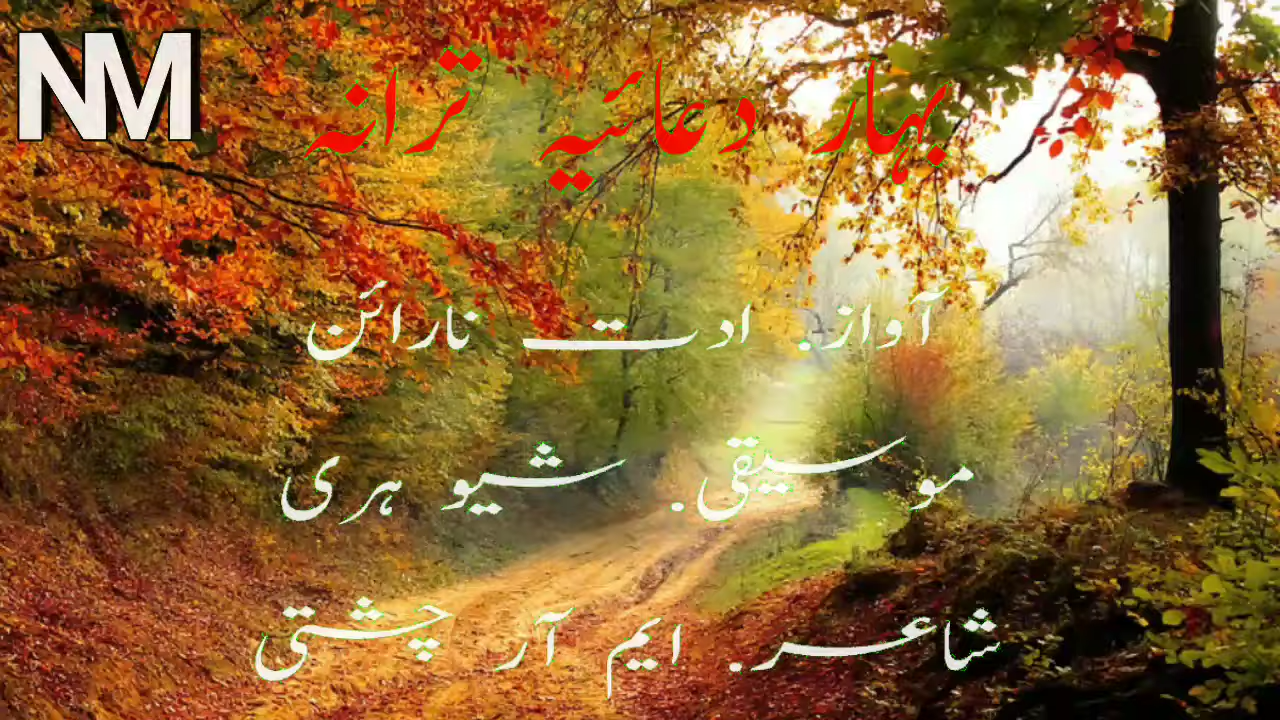 NM
بہار دعائیہ ترانہ
آواز. ادت نارائن
موسیقی. شیو ہری
شاعر. ایم آر چشتی